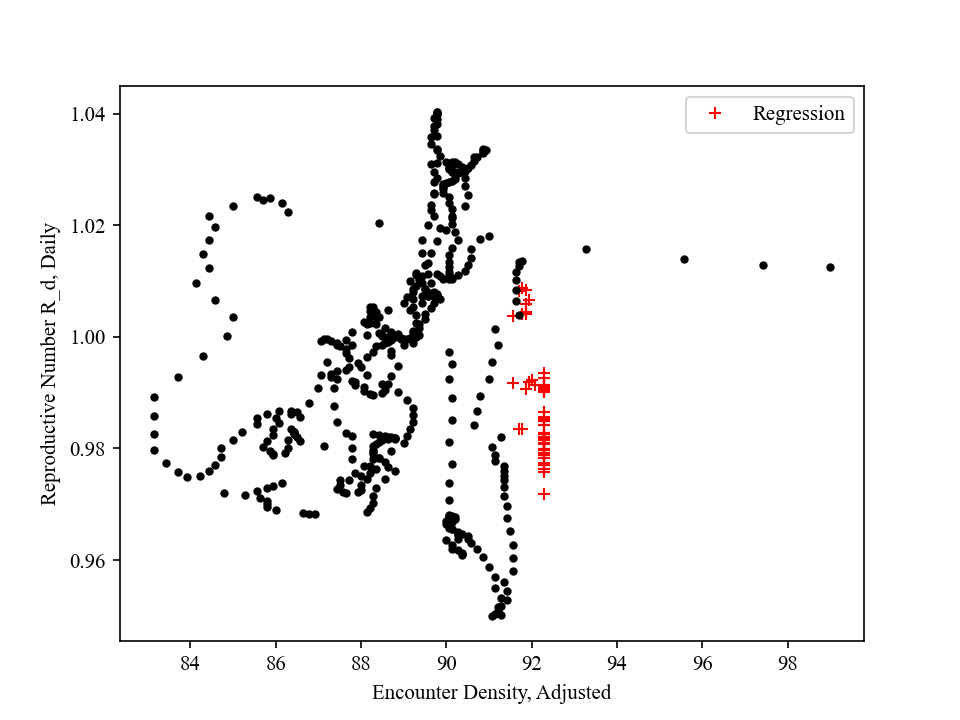 Regression
1.04
1.02
1.00
0.98
0.96
Reproductive Number R_d, Daily
84 86 88 90 92 94 96 98
Encounter Density, Adjusted